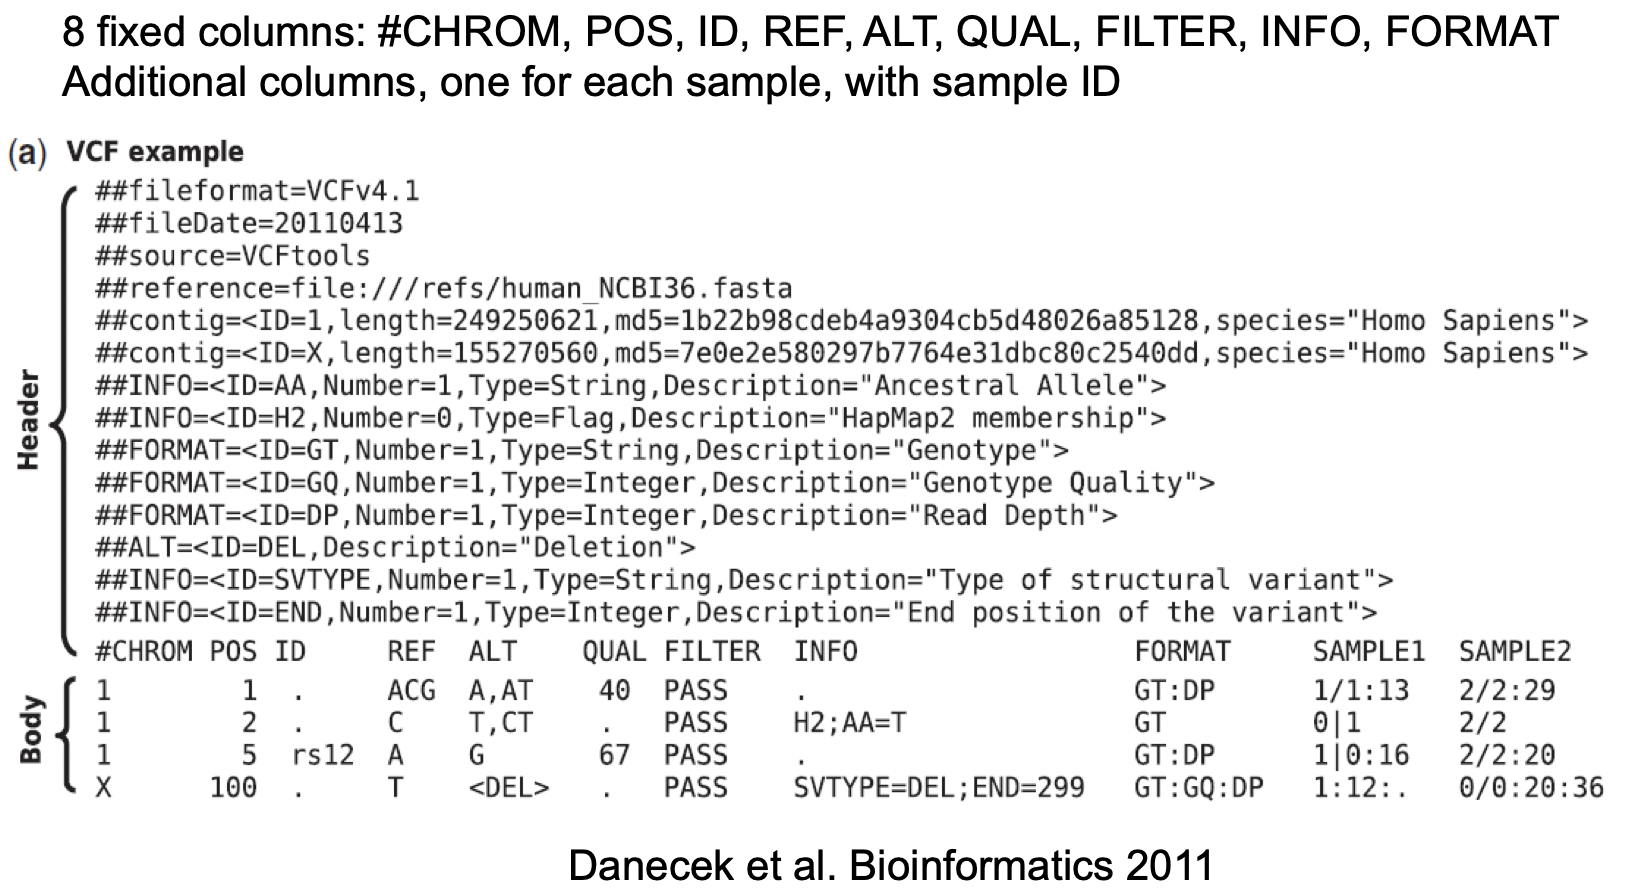 8 fixed columns: #CHROM, POS, ID, REF, ALT, QUAL, FILTER, INFO, FORMAT
Additional columns, one for each sample, with sample ID
(a) VCF example
Header
##fileformat=VCFv4.1
##fileDate=20110413
##source=VCFtools
##reference=file:///refs/human_NCBI36.fasta
##contig=<ID=1,length=249250621,md5=1b22b98cdeb4a9304cb5d48026a85128,species="Homo Sapiens">
##contig=<ID=X,length=155270560,md5=7e0e2e580297b7764e31dbc80c2540dd,species="Homo Sapiens">
##INFO=<ID=AA,Number=1,Type=String,Description="Ancestral Allele">
##INFO=<ID=H2,Number=0,Type=Flag,Description="HapMap2 membership">
##FORMAT=<ID=GT,Number=1,Type=String,Description="Genotype">
##FORMAT=<ID=GQ,Number=1,Type=Integer,Description="Genotype Quality">
##FORMAT=<ID=DP,Number=1,Type=Integer,Description="Read Depth">
##ALT=<ID=DEL,Description="Deletion">
##INFO=<ID=SVTYPE,Number=1,Type=String,Description="Type of structural variant">
##INFO=<ID=END,Number=1,Type=Integer,Description="End position of the variant">
#CHROM POS ID REF ALT QUAL FILTER INFO FORMAT SAMPLE1 SAMPLE2
Body
1 1 . ACG A,AT 40 PASS . GT:DP 1/1:13 2/2:29
1 2 . C T,CT . PASS H2;AA=T GT 0|1 2/2
1 5 rs12 A G 67 PASS . GT:DP 1|0:16 2/2:20
X 100 . T <DEL> . PASS SVTYPE=DEL;END=299 GT:GQ:DP 1:12:. 0/0:20:36
Danecek et al. Bioinformatics 2011